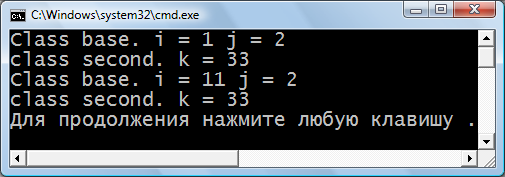 C:\Windows\system32\cmd.exe
Class base. i = 1 j = 2
class second. k = 33
Class base. i = 11 j = 2
class second. k = 33
Для продолжения нажмите любую клавишу .